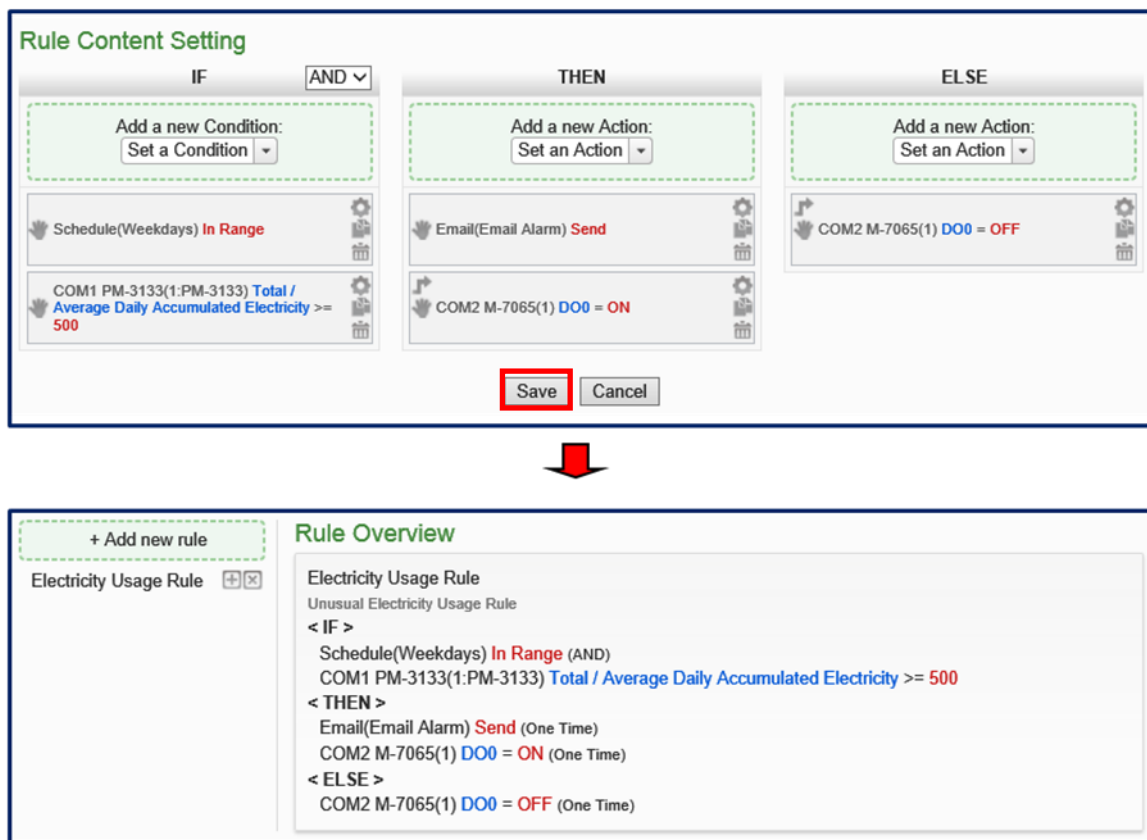 Rule Content Setting
IF
AND
THEN
ELSE
Add a new Condition:
Set a Condition
Add a new Action:
Set an Action
Add a new Action:
Set an Action
Schedule(Weekdays) In Range
COM1 PM-3133(1:PM-3133) Total /
Average Daily Accumulated Electricity >=
500
Email(Email Alarm) Send
COM2 M-7065(1) DO0 = ON
COM2 M-7065(1) DO0 = OFF
Save
Cancel
+ Add new rule
Electricity Usage Rule
Rule Overview
Electricity Usage Rule
Unusual Electricity Usage Rule
< IF >
Schedule(Weekdays) In Range (AND)
COM1 PM-3133(1:PM-3133) Total / Average Daily Accumulated Electricity >= 500
< THEN >
Email(Email Alarm) Send (One Time)
COM2 M-7065(1) DO0 = ON (One Time)
< ELSE >
COM2 M-7065(1) DO0 = OFF (One Time)